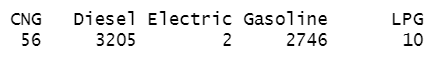 CNG Diesel Electric Gasoline LPG
56 3205 2 2746 10